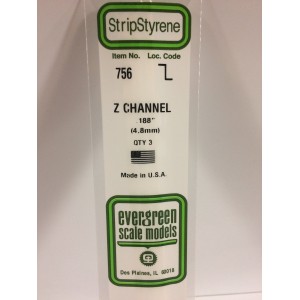 StripStyrene
Item No. Loc. Code
756
Z CHANNEL
.188"
(4.8mm)
QTY 3
Made in U.S.A.
evergreen
scale models
Des Plaines, IL 60018